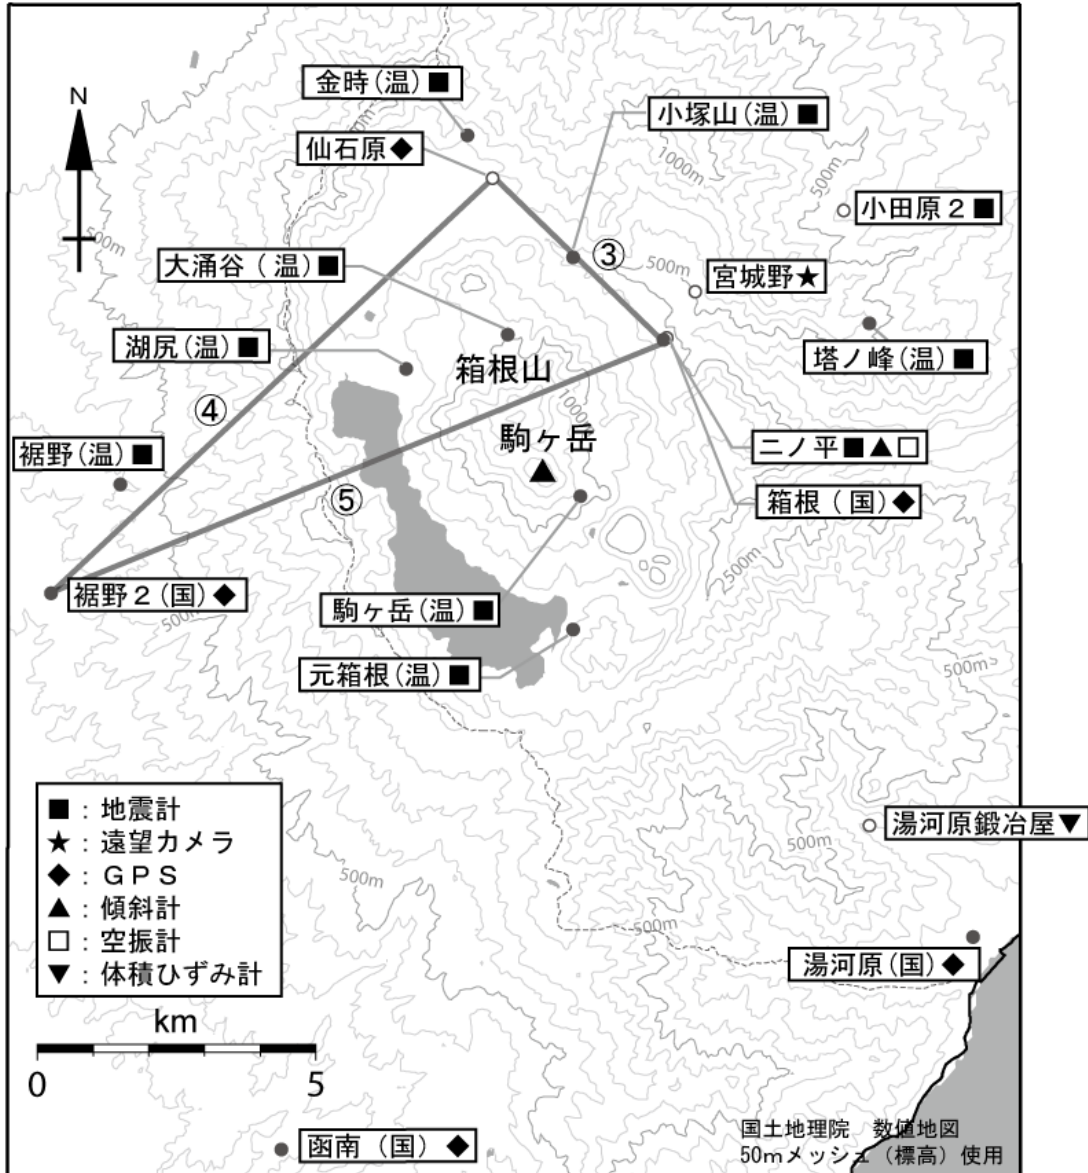 金時(温)■
小塚山(温)■
N
仙石原◆
1000m
500m
小田原2■
500m
③
500m
大涌谷(温)■
宮城野★
湖尻(温)■
箱根山
塔ノ峰(温)■
④
1000m
駒ヶ岳
裾野(温)■
二ノ平■▲□
⑤
箱根(国)◆
500m
裾野2(国)◆
駒ヶ岳(温)■
500m
元箱根(温)■
500m
■:地震計
★:遠望カメラ
◆:GPS
▲:傾斜計
□:空振計
▼:体積ひずみ計
湯河原鍛冶屋▼
500m
500m
500m
湯河原(国)◆
km
0 5
函南(国)◆
国土地理院 数値地図
50mメッシュ(標高)使用